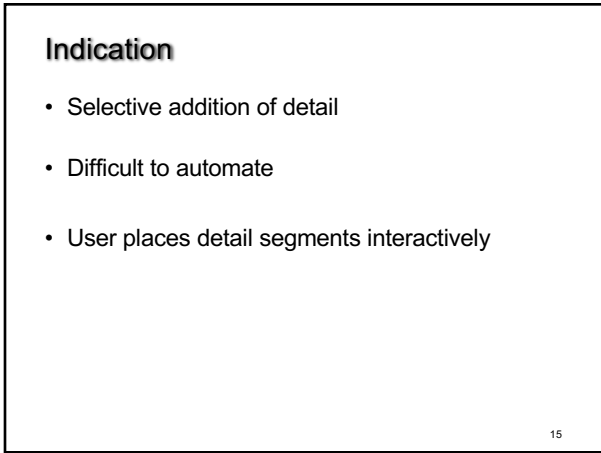 Indication
• Selective addition of detail
• Difficult to automate
• User places detail segments interactively
15